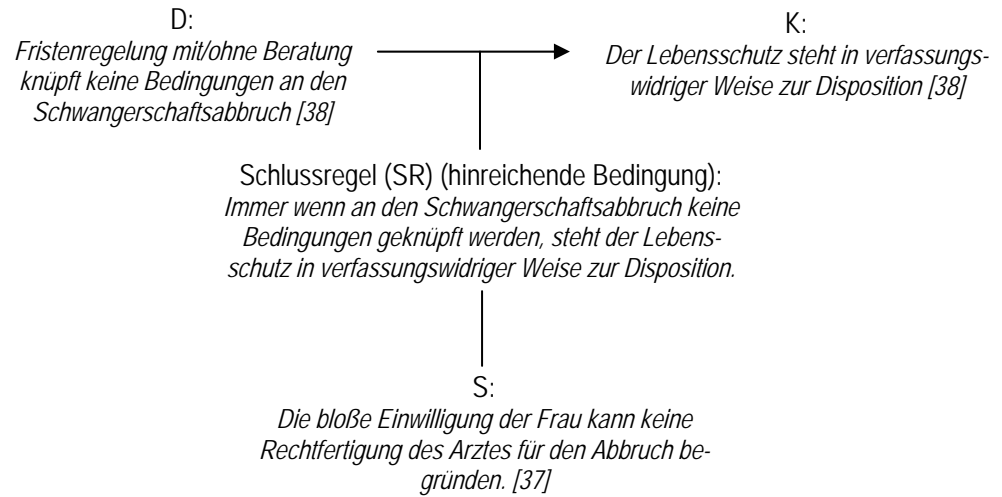 D:
Fristenregelung mit/ohne Beratung
knüpft keine Bedingungen an den
Schwangerschaftsabbruch [38]
K:
Der Lebensschutz steht in verfassungs-
widriger Weise zur Disposition [38]
Schlussregel (SR) (hinreichende Bedingung):
Immer wenn an den Schwangerschaftsabbruch keine
Bedingungen geknüpft werden, steht der Lebens-
schutz in verfassungswidriger Weise zur Disposition.
S:
Die bloße Einwilligung der Frau kann keine
Rechtfertigung des Arztes für den Abbruch be-
gründen. [37]